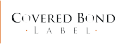 COVERED BOND
· LABEL ·